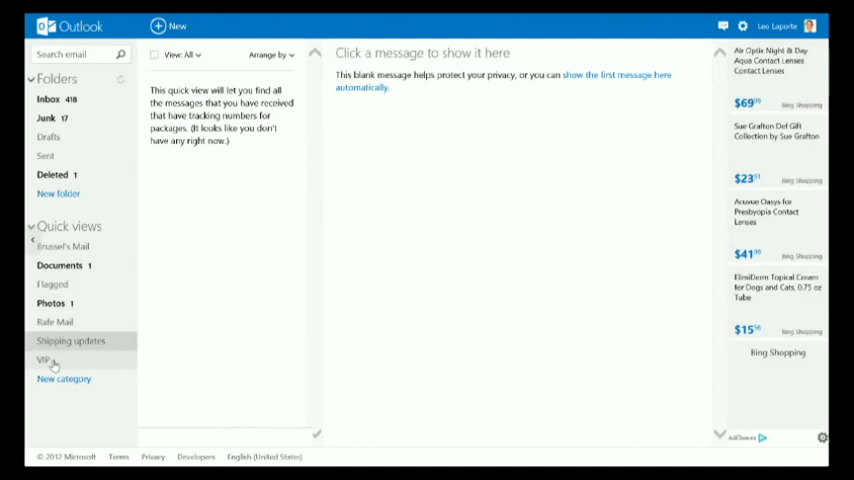 Outlook
New
Leo Laporte
Search email
Folders
Inbox 418
Junk 17
Drafts
Sent
Deleted 1
New folder
Quick views
Brussel's Mail
Documents 1
Flagged
Photos 1
Rafe Mail
Shipping updates
VIP
New category
View: All
Arrange by
This quick view will let you find all
the messages that you have received
that have tracking numbers for
packages. (It looks like you don't
have any right now.)
Click a message to show it here
This blank message helps protect your privacy, or you can show the first message here
automatically.
Air Optix Night & Day
Aqua Contact Lenses
Contact Lenses
$69⁹⁹ Bing Shopping
Sue Grafton Def Gift
Collection by Sue Grafton
$23⁵¹ Bing Shopping
Acuvue Oasys for
Presbyopia Contact
Lenses
$41⁹⁹ Bing Shopping
ElimiDerm Topical Cream
for Dogs and Cats, 0.75 oz
Tube
$15⁵⁶ Bing Shopping
Bing Shopping
AdChoices
© 2012 Microsoft Terms Privacy Developers English (United States)